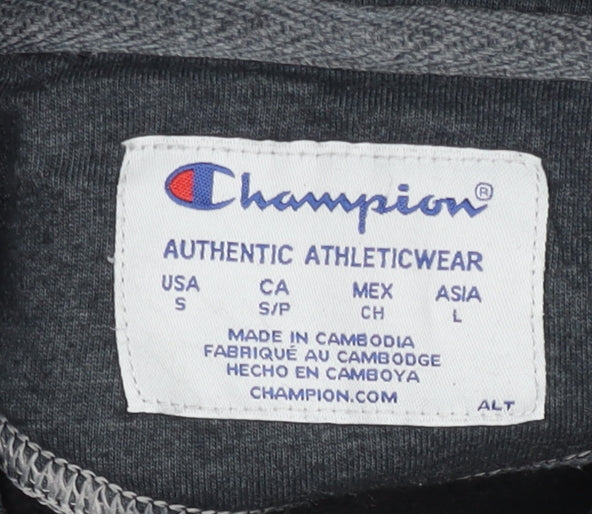 Champion®
AUTHENTIC ATHLETICWEAR
USA CA MEX ASIA
S S/P CH L
MADE IN CAMBODIA
FABRIQUÉ AU CAMBODGE
HECHO EN CAMBOYA
CHAMPION.COM
ALT